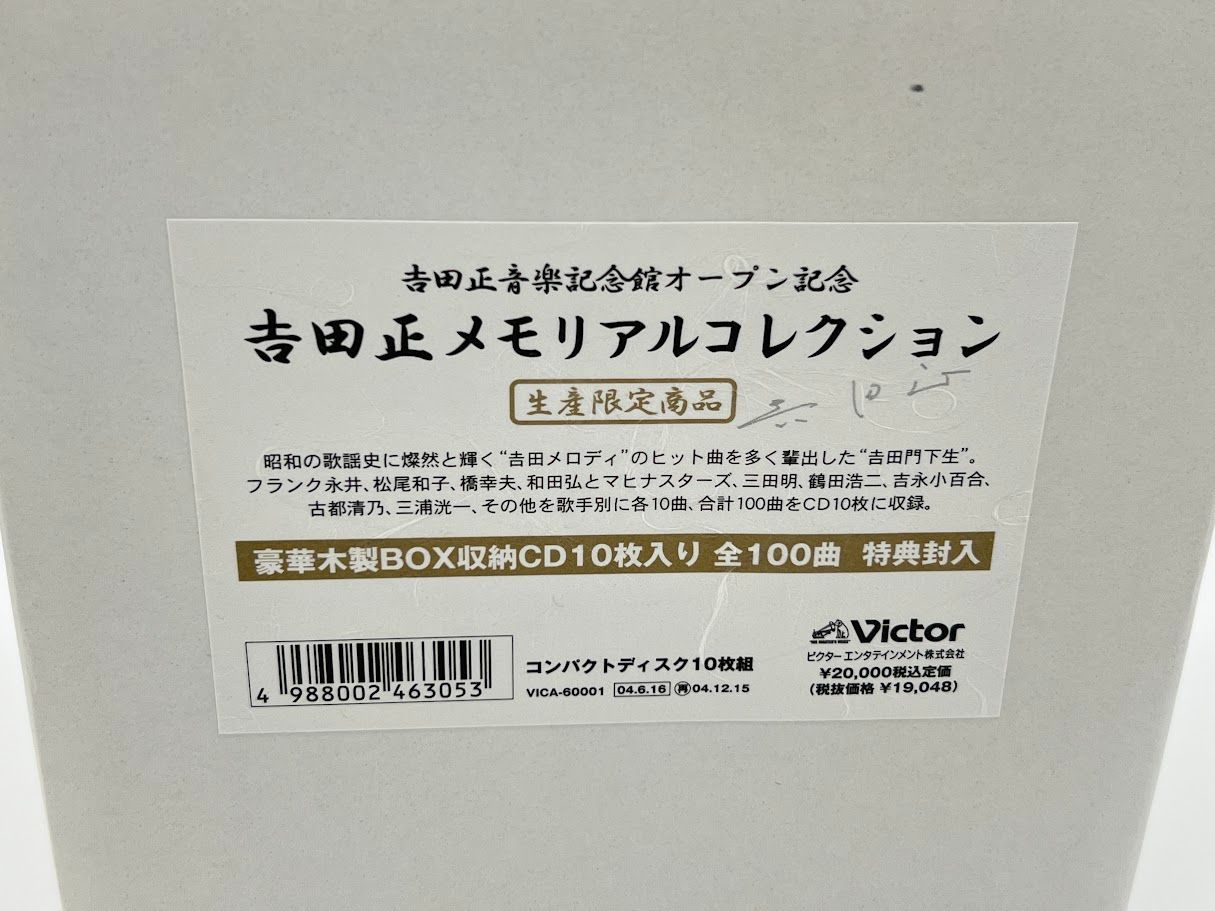 𠮷田正音楽記念館オープン記念
𠮷田正メモリアルコレクション
生産限定商品
昭和の歌謡史に燦然と輝く“𠮷田メロディ”のヒット曲を多く輩出した“𠮷田門下生”。
フランク永井、松尾和子、橋幸夫、和田弘とマヒナスターズ、三田明、鶴田浩二、吉永小百合、
古都清乃、三浦洸一、その他を歌手別に各10曲、合計100曲をCD10枚に収録。
豪華木製BOX収納CD10枚入り 全100曲 特典封入
Victor
ビクターエンタテインメント株式会社
¥20,000税込定価
(税抜価格 ¥19,048)
コンパクトディスク10枚組
VICA-60001 04.6.16 再04.12.15
4 988002 463053